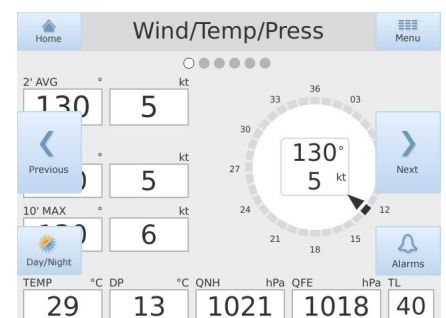 Home
Wind/Temp/Press
Menu
2' AVG ° kt
130 5
36
33 03
30
130°
5 kt
Previous
Next
° kt
5
27
12
10' MAX ° kt
6
24
21 15
18
Day/Night
Alarms
TEMP °C DP °C QNH hPa QFE hPa TL
29 13 1021 1018 40